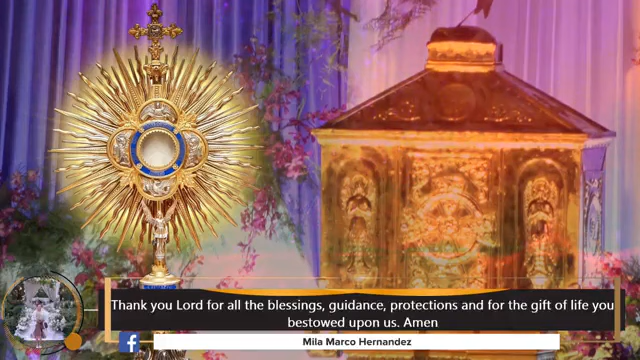 Thank you Lord for all the blessings, guidance, protections and for the gift of life you
bestowed upon us. Amen
Mila Marco Hernandez